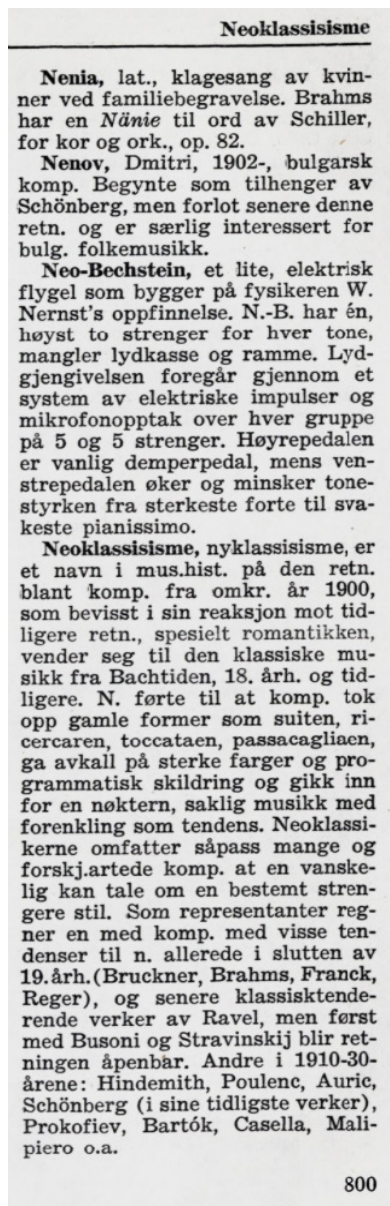 Neoklassisisme
Nenia, lat., klagesang av kvin-
ner ved familiebegravelse. Brahms
har en Nänie til ord av Schiller,
for kor og ork., op. 82.
Nenov, Dmitri, 1902-, bulgarsk
komp. Begynte som tilhenger av
Schönberg, men forlot senere denne
retn. og er særlig interessert for
bulg. folkemusikk.
Neo-Bechstein, et lite, elektrisk
flygel som bygger på fysikeren W.
Nernst's oppfinnelse. N.-B. har én,
høyst to strenger for hver tone,
mangler lydkasse og ramme. Lyd-
gjengivelsen foregår gjennom et
system av elektriske impulser og
mikrofonopptak over hver gruppe
på 5 og 5 strenger. Høyrepedalen
er vanlig demperpedal, mens ven-
strepedalen øker og minsker tone-
styrken fra sterkeste forte til sva-
keste pianissimo.
Neoklassisisme, nyklassisisme, er
et navn i mus.hist. på den retn.
blant komp. fra omkr. år 1900,
som bevisst i sin reaksjon mot tid-
ligere retn., spesielt romantikken,
vender seg til den klassiske mu-
sikk fra Bachtiden, 18. årh. og tid-
ligere. N. førte til at komp. tok
opp gamle former som suiten, ri-
cercaren, toccataen, passacagliaen,
ga avkall på sterke farger og pro-
grammatisk skildring og gikk inn
for en nøktern, saklig musikk med
forenkling som tendens. Neoklassi-
kerne omfatter såpass mange og
forskj.artede komp. at en vanske-
lig kan tale om en bestemt stren-
gere stil. Som representanter reg-
ner en med komp. med visse ten-
denser til n. allerede i slutten av
19.årh.(Bruckner, Brahms, Franck,
Reger), og senere klassisktende-
rende verker av Ravel, men først
med Busoni og Stravinskij blir ret-
ningen åpenbar. Andre i 1910-30-
årene: Hindemith, Poulenc, Auric,
Schönberg (i sine tidligste verker),
Prokofiev, Bartók, Casella, Mali-
piero o.a.
800